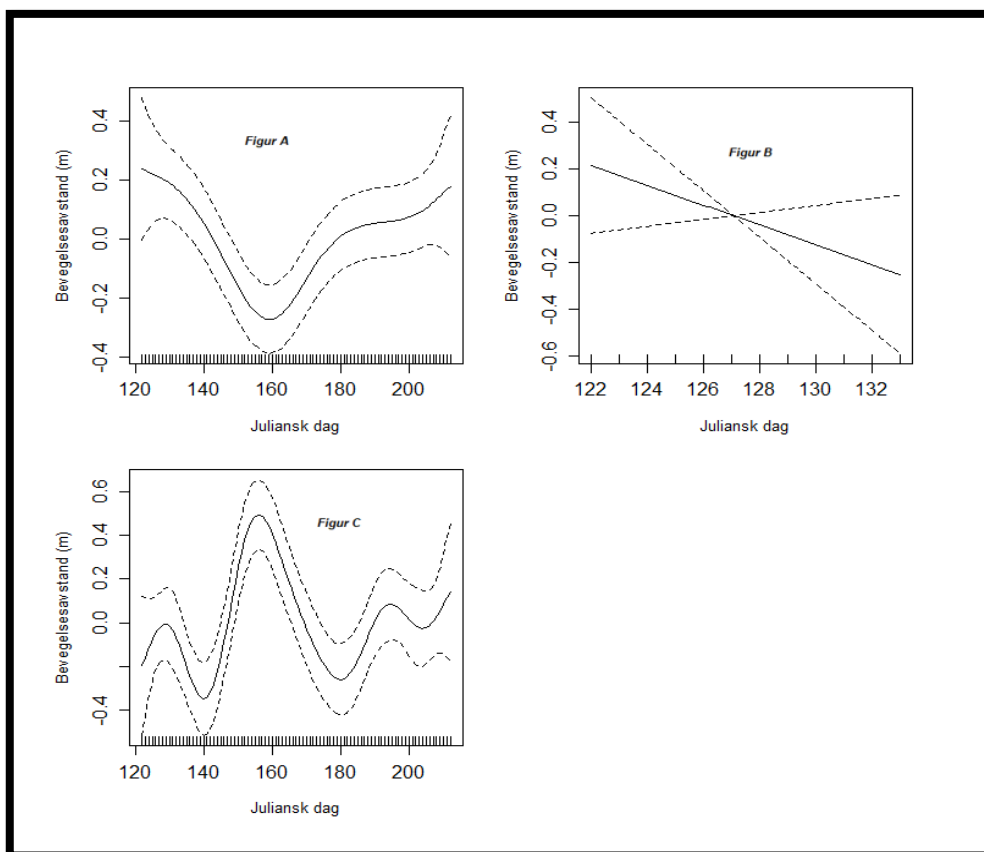 Figur A
Bevegelsesavstand (m)
0.4
0.2
0.0
-0.2
-0.4
120 140 160 180 200
Juliansk dag
Figur B
Bevegelsesavstand (m)
0.4
0.2
0.0
-0.2
-0.4
-0.6
122 124 126 128 130 132
Juliansk dag
Figur C
Bevegelsesavstand (m)
0.6
0.4
0.2
0.0
-0.4
120 140 160 180 200
Juliansk dag